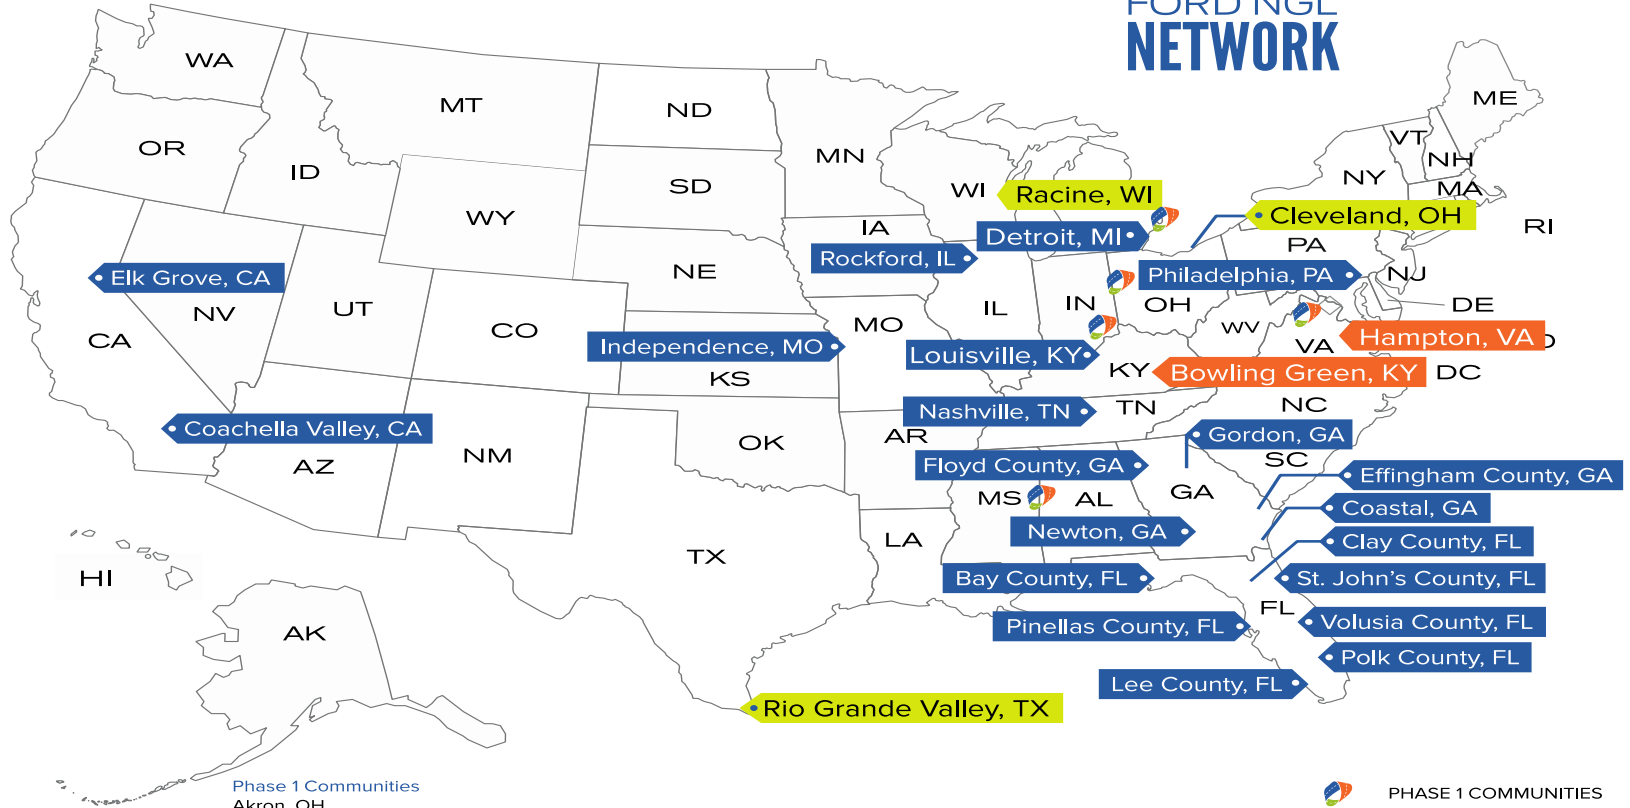 FORD NGL
NETWORK
WA
MT
ND
MN
ME
OR
ID
SD
WI
VT
NH
NY
MA
WY
Racine, WI
Cleveland, OH
RI
IA
Detroit, MI
PA
Rockford, IL
NE
Philadelphia, PA
NJ
Elk Grove, CA
NV
UT
CO
IL
IN
OH
DE
MO
WV
CA
Independence, MO
Louisville, KY
VA
Hampton, VA
KS
KY
Bowling Green, KY
DC
Nashville, TN
TN
NC
Coachella Valley, CA
AZ
NM
OK
AR
Gordon, GA
SC
Floyd County, GA
Effingham County, GA
MS
AL
GA
Coastal, GA
Newton, GA
LA
TX
Clay County, FL
HI
Bay County, FL
St. John's County, FL
FL
Pinellas County, FL
Volusia County, FL
AK
Polk County, FL
Lee County, FL
Rio Grande Valley, TX
Phase 1 Communities
Akron, OH
PHASE 1 COMMUNITIES